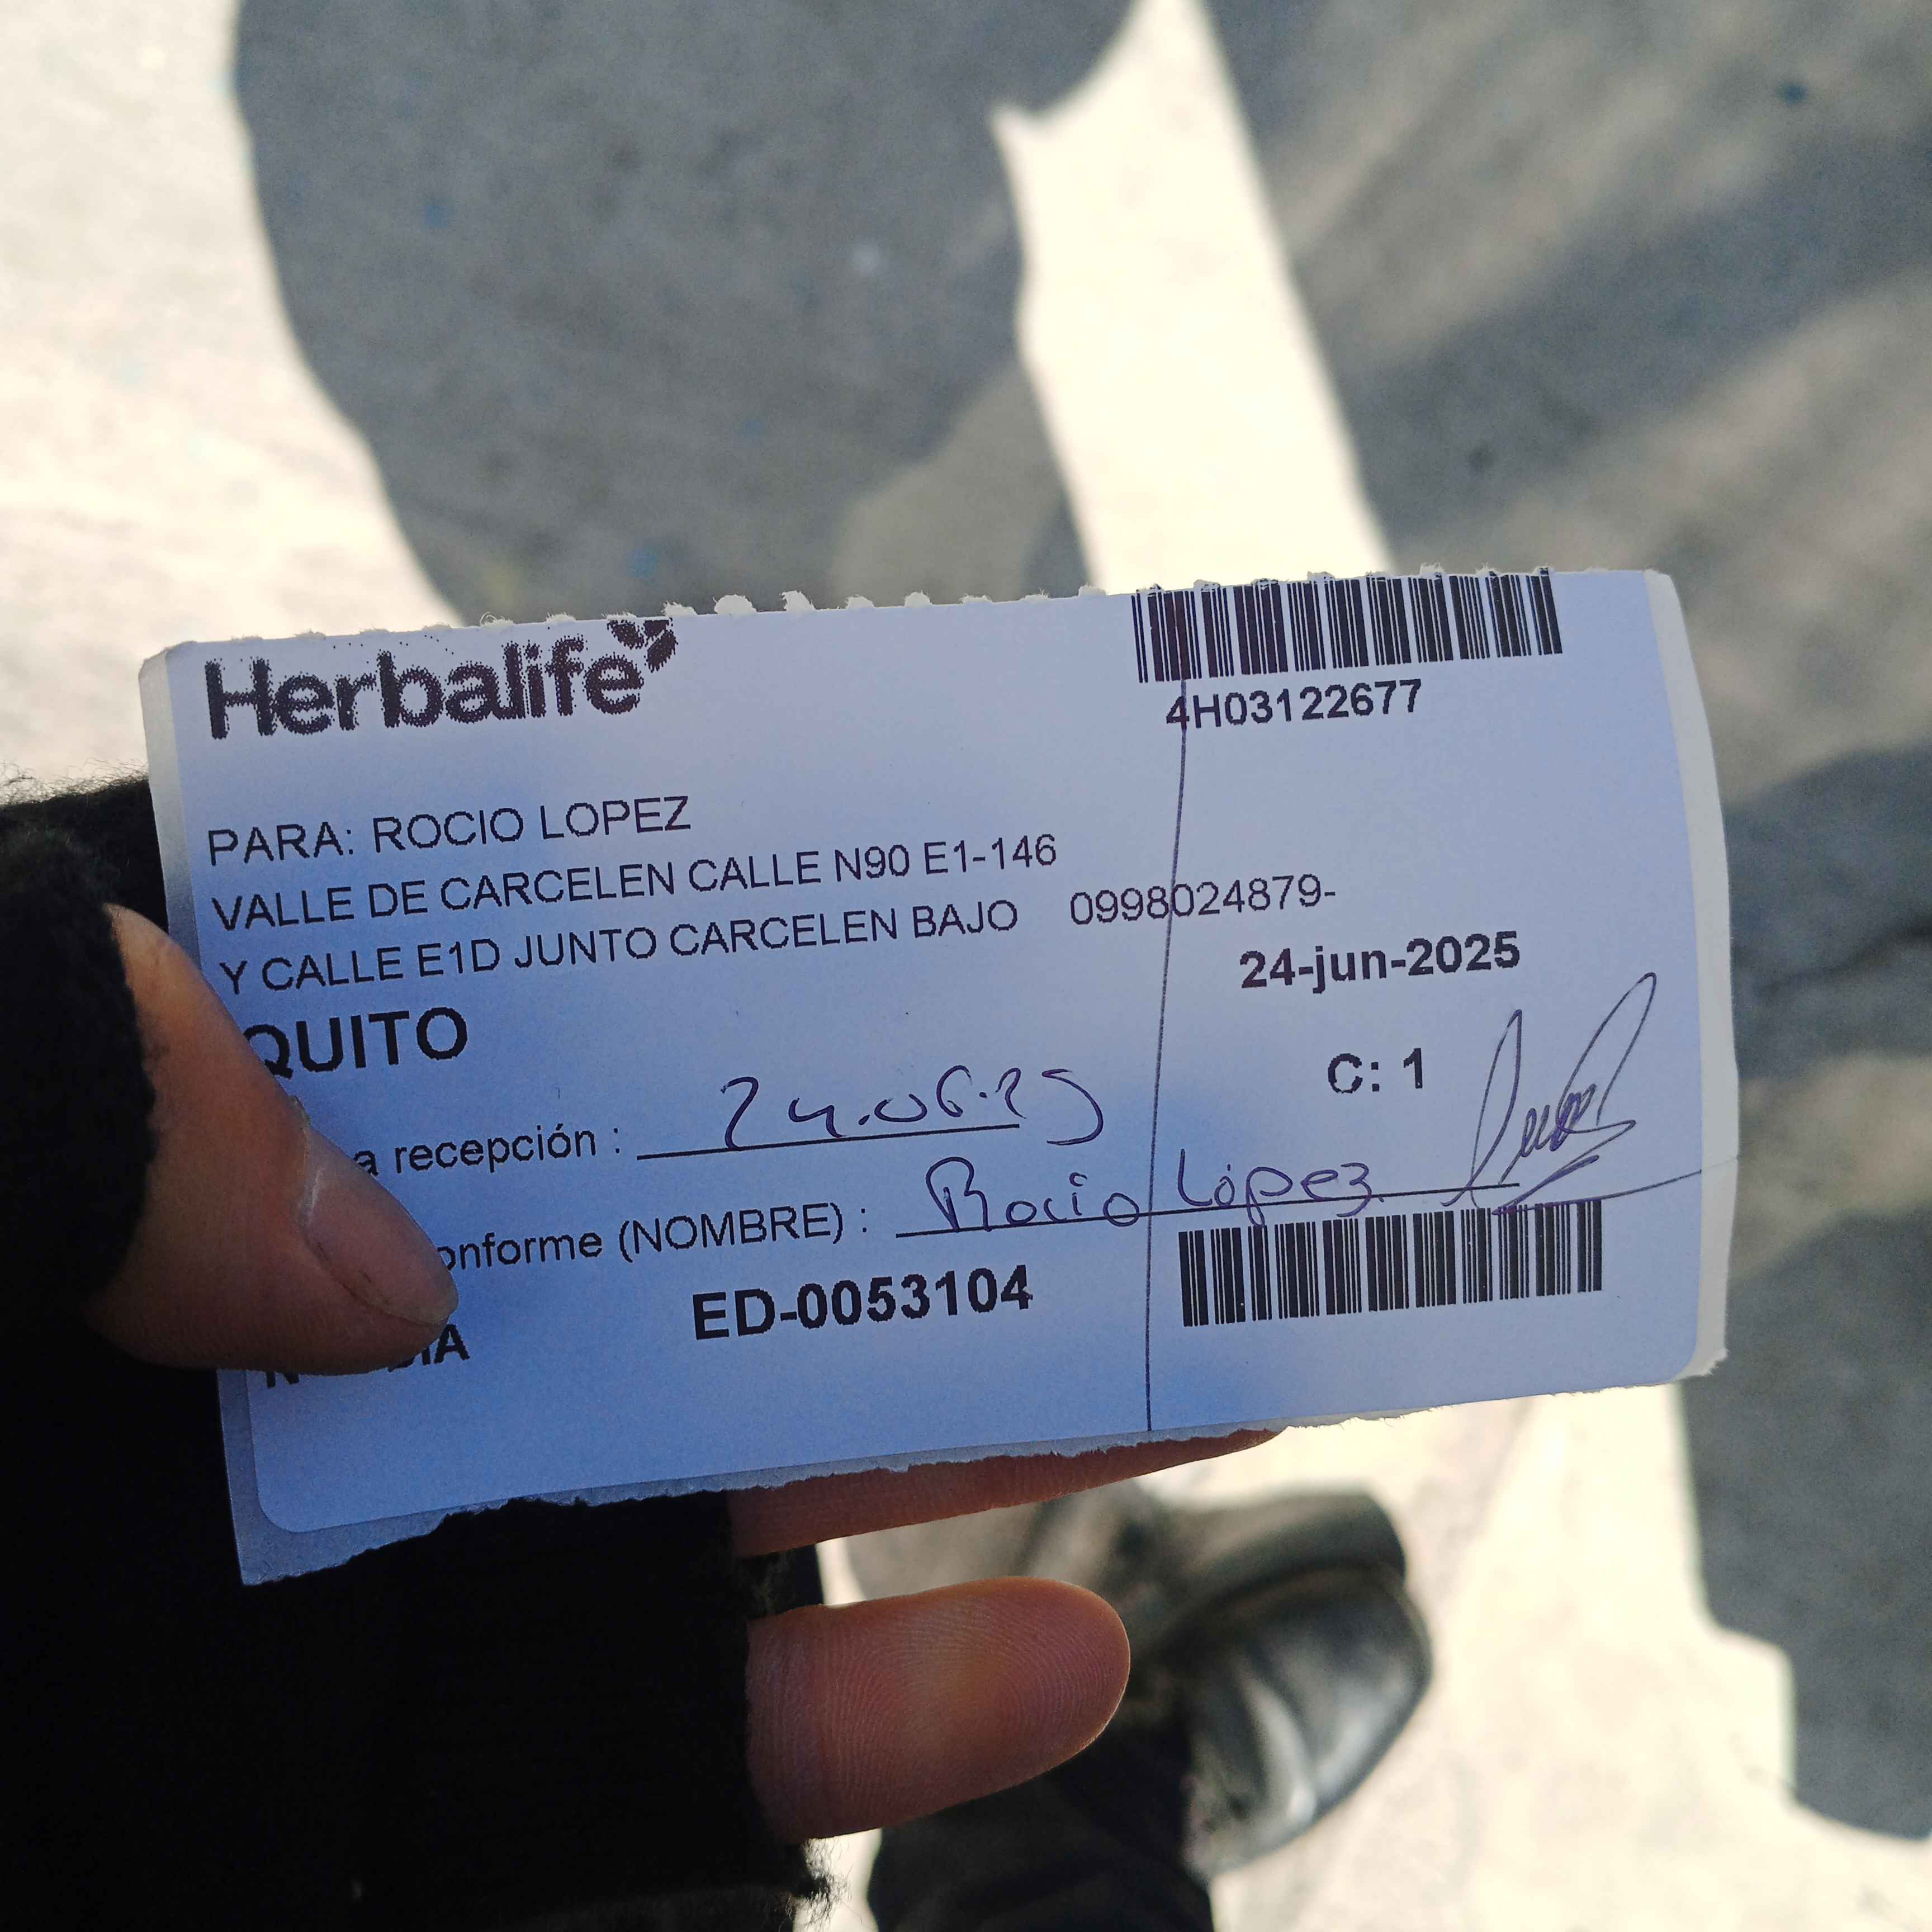 Herbalife
4H03122677
PARA: ROCIO LOPEZ
VALLE DE CARCELEN CALLE N90 E1-146
Y CALLE E1D JUNTO CARCELEN BAJO 0998024879-
24-jun-2025
QUITO
C: 1
a recepción : 24.06.25
onforme (NOMBRE) : Rocio López
ED-0053104